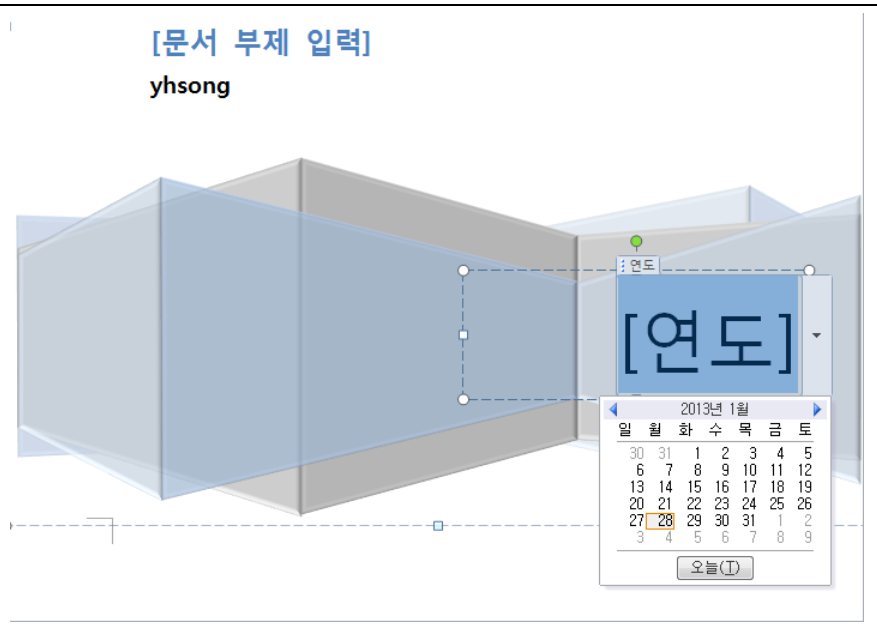 [문서 부제 입력]
yhsong
연도
[연도]
2013년 1월
일 월 화 수 목 금 토
30 31 1 2 3 4 5
6 7 8 9 10 11 12
13 14 15 16 17 18 19
20 21 22 23 24 25 26
27 28 29 30 31 1 2
3 4 5 6 7 8 9
오늘(T)